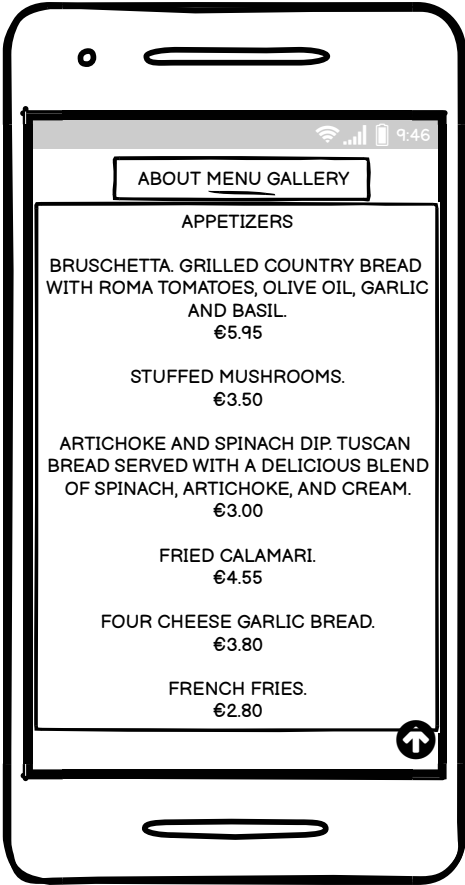 9:46
ABOUT MENU GALLERY
APPETIZERS
BRUSCHETTA. GRILLED COUNTRY BREAD
WITH ROMA TOMATOES, OLIVE OIL, GARLIC
AND BASIL.
€5.95
STUFFED MUSHROOMS.
€3.50
ARTICHOKE AND SPINACH DIP. TUSCAN
BREAD SERVED WITH A DELICIOUS BLEND
OF SPINACH, ARTICHOKE, AND CREAM.
€3.00
FRIED CALAMARI.
€4.55
FOUR CHEESE GARLIC BREAD.
€3.80
FRENCH FRIES.
€2.80